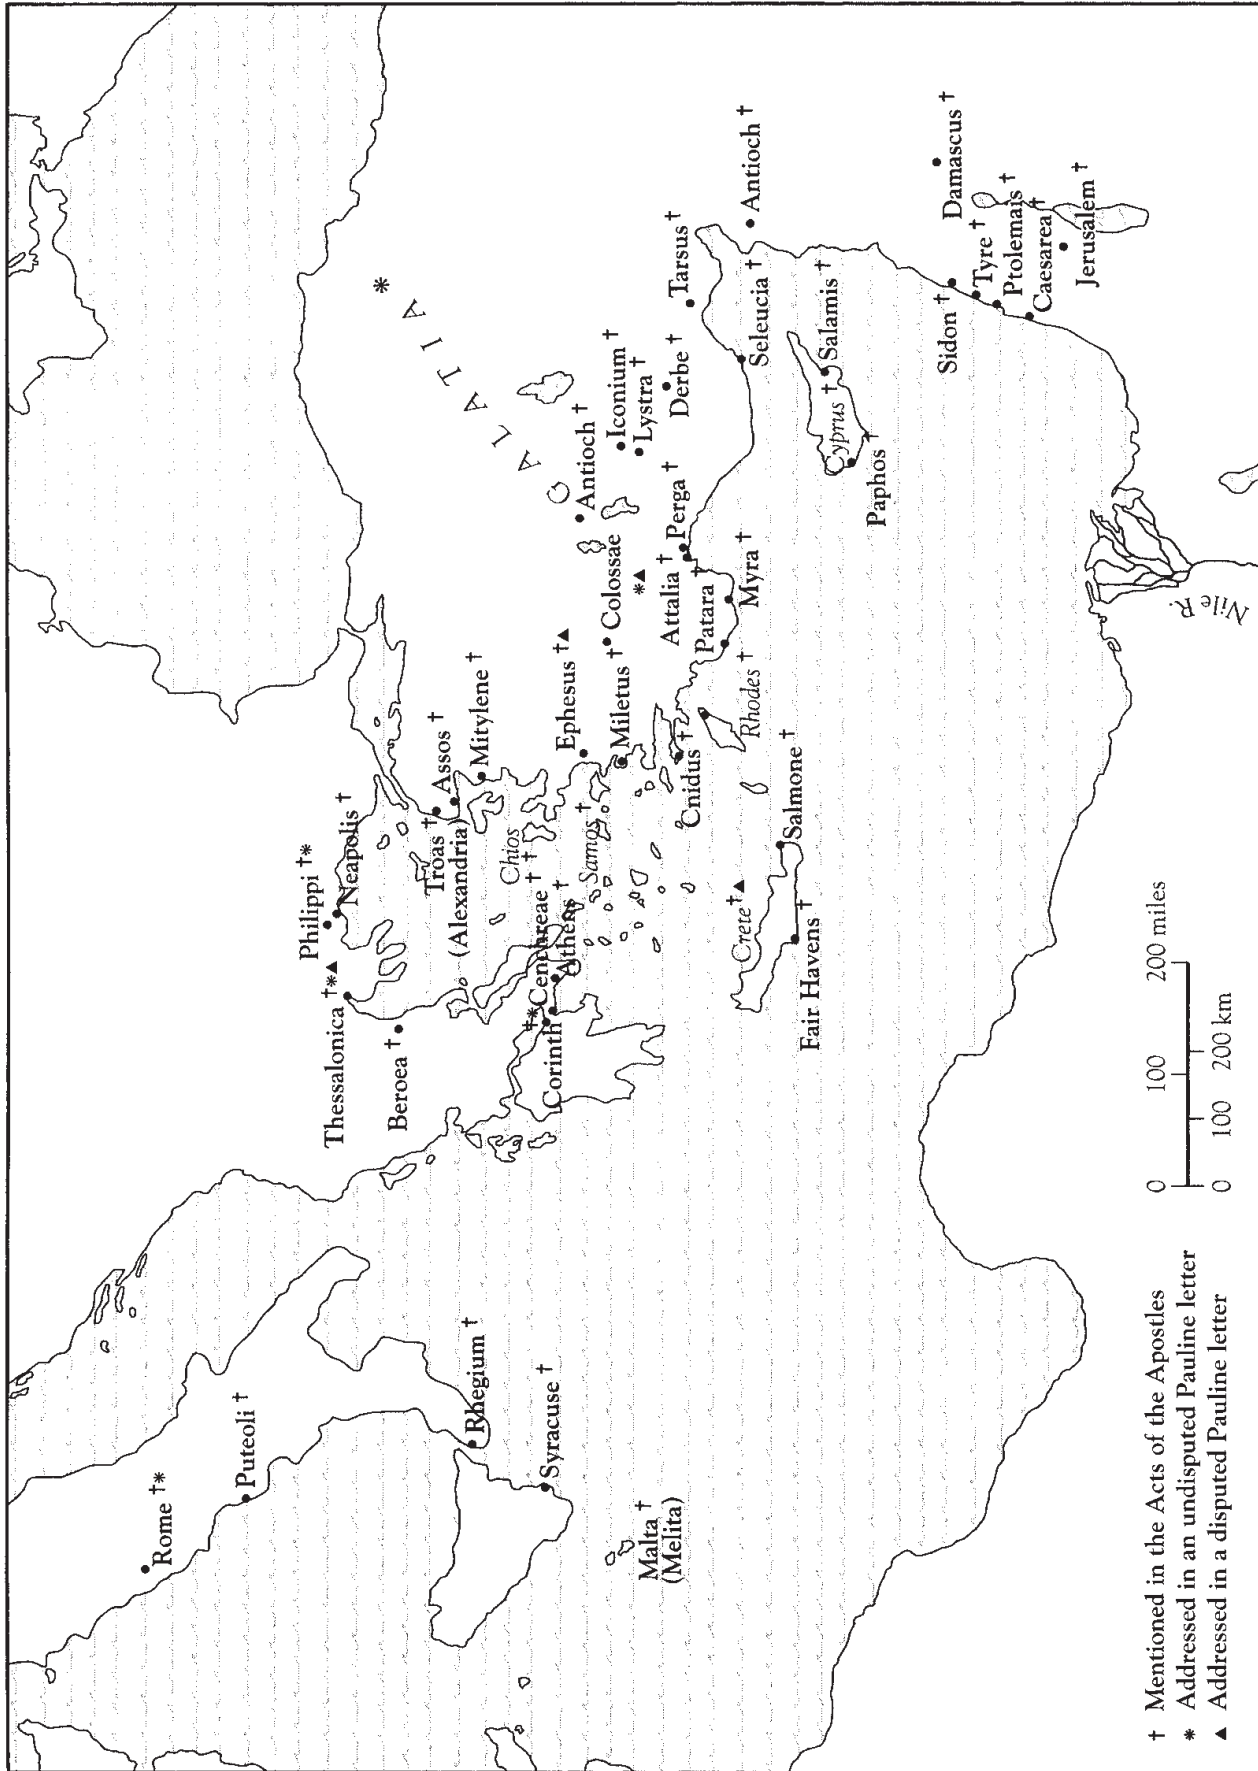 Rome †*
Puteoli †
Rhegium †
Syracuse †
Malta †
(Melita)
Thessalonica †*▲
Beroea †
Philippi †*
Neapolis †
Troas †
(Alexandria)
Assos †
Mitylene †
Chios †
†* Cenchreae †
Corinth
Athens †
Samos †
Ephesus †▲
Miletus †
Colossae
*▲
Cnidus †
Rhodes †
Patara †
Attalia †
Perga †
Myra †
Crete †▲
Salmone †
Fair Havens †
GALATIA *
Antioch †
Iconium †
Lystra †
Derbe †
Tarsus †
Antioch †
Seleucia †
Cyprus †
Salamis †
Paphos †
Damascus †
Sidon †
Tyre †
Ptolemais †
Caesarea †
Jerusalem †
Nile R.
† Mentioned in the Acts of the Apostles
* Addressed in an undisputed Pauline letter
▲ Addressed in a disputed Pauline letter
0 100 200 miles
0 100 200 km